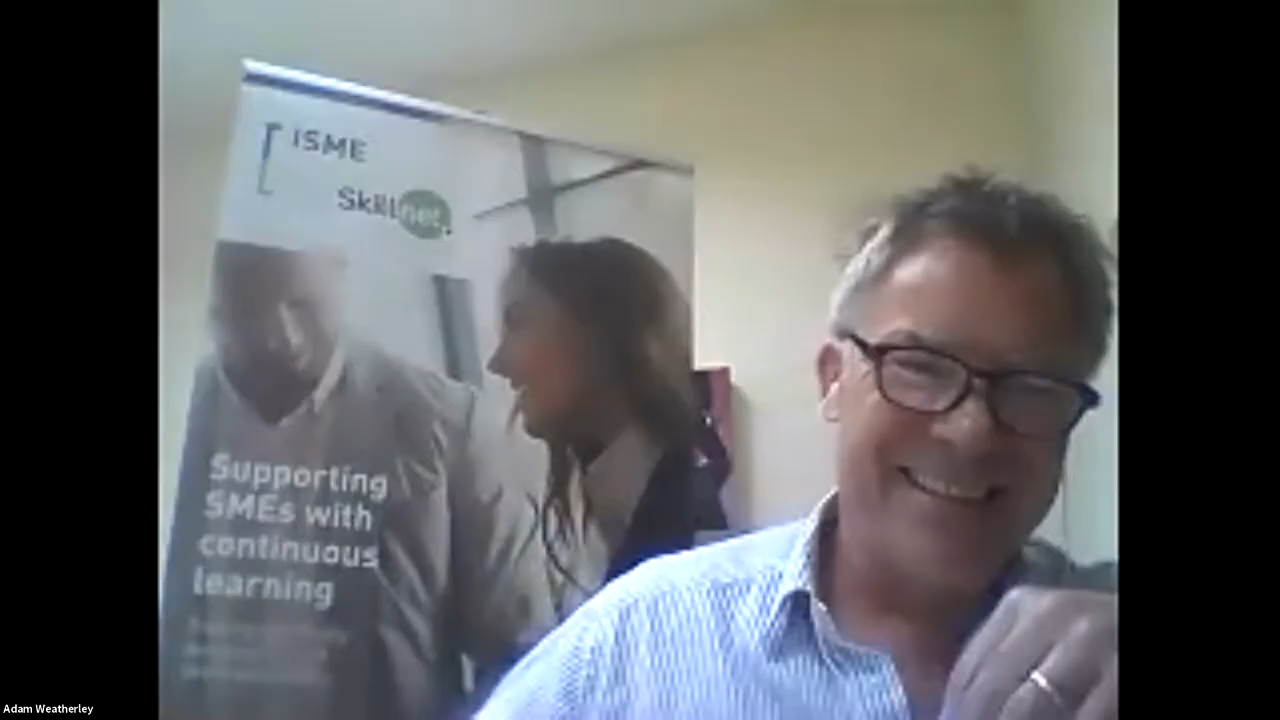 ISME
Skillnet.
Supporting
SMEs with
continuous
learning
Adam Weatherley